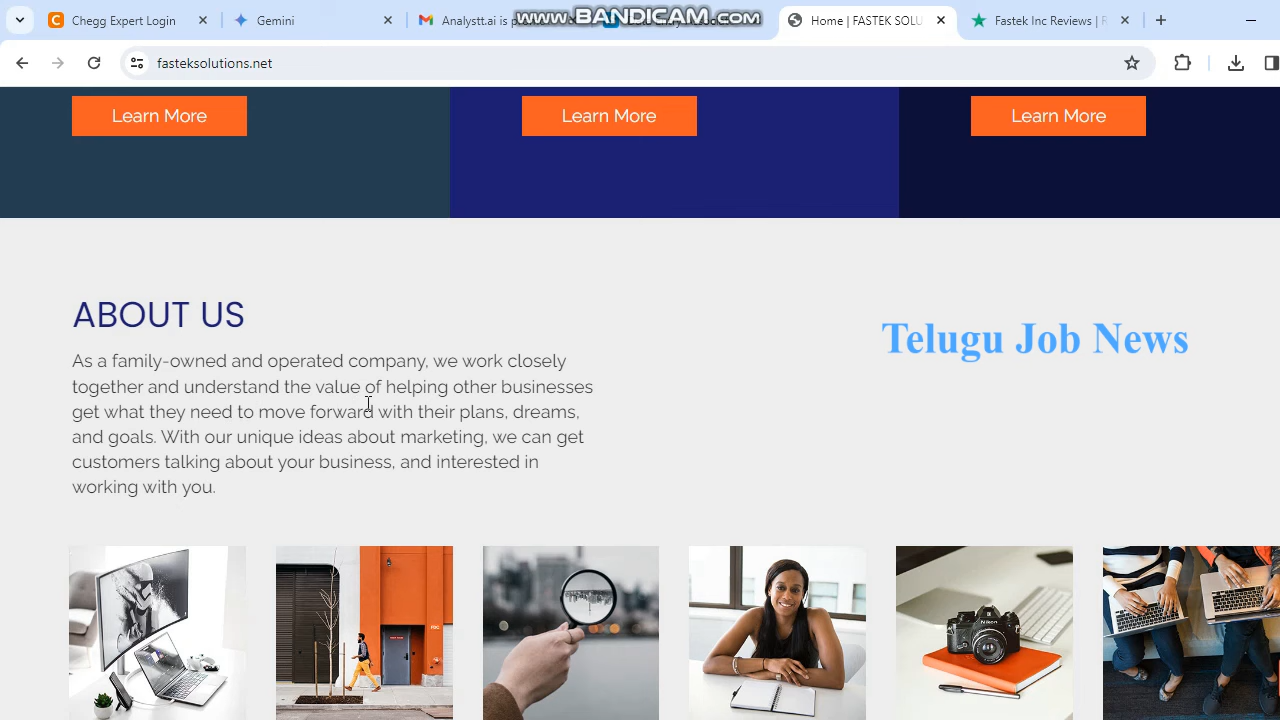 Chegg Expert Login
Gemini
Analystt.ai is
www.BANDICAM.com
Home | FASTEK SOLU
Fastek Inc Reviews | R
fasteksolutions.net
Learn More
Learn More
Learn More
ABOUT US
As a family-owned and operated company, we work closely
together and understand the value of helping other businesses
get what they need to move forward with their plans, dreams,
and goals. With our unique ideas about marketing, we can get
customers talking about your business, and interested in
working with you.
Telugu Job News
Nikon